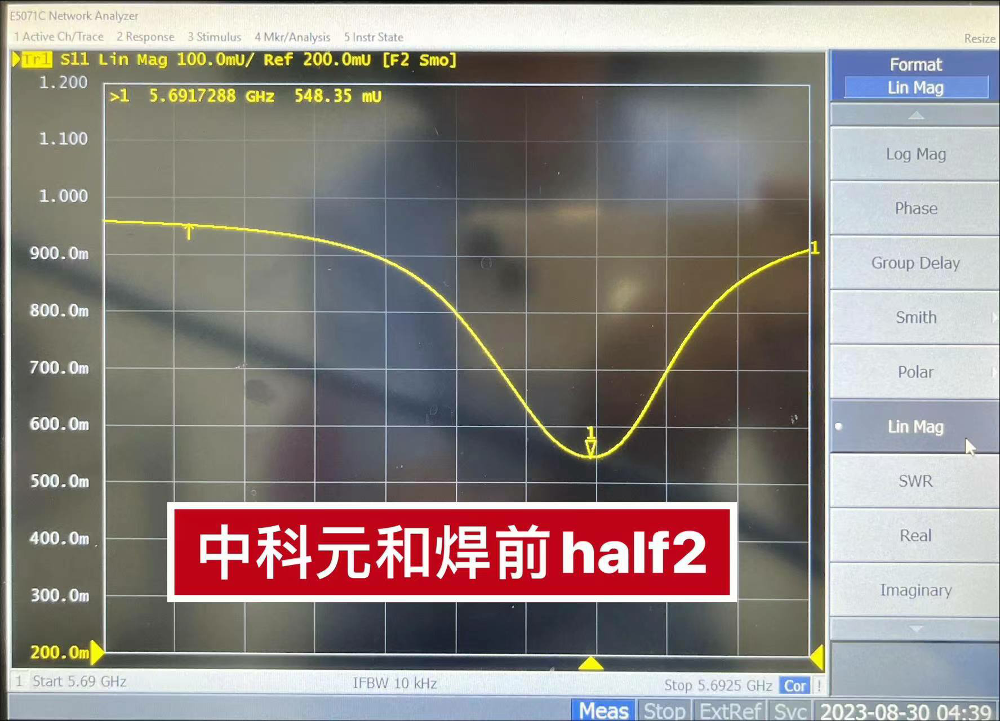 E5071C Network Analyzer
1 Active Ch/Trace 2 Response 3 Stimulus 4 Mkr/Analysis 5 Instr State
Resize
Tr1 S11 Lin Mag 100.0mU/ Ref 200.0mU [F2 Smo]
>1 5.6917288 GHz 548.35 mU
1.200
1.100
1.000
900.0m
800.0m
700.0m
600.0m
500.0m
400.0m
300.0m
200.0m
1
1
中科元和焊前half2
1 Start 5.69 GHz
IFBW 10 kHz
Stop 5.6925 GHz Cor !
Format
Lin Mag
Log Mag
Phase
Group Delay
Smith
Polar
Lin Mag
SWR
Real
Imaginary
Meas Stop ExtRef Svc 2023-08-30 04:39